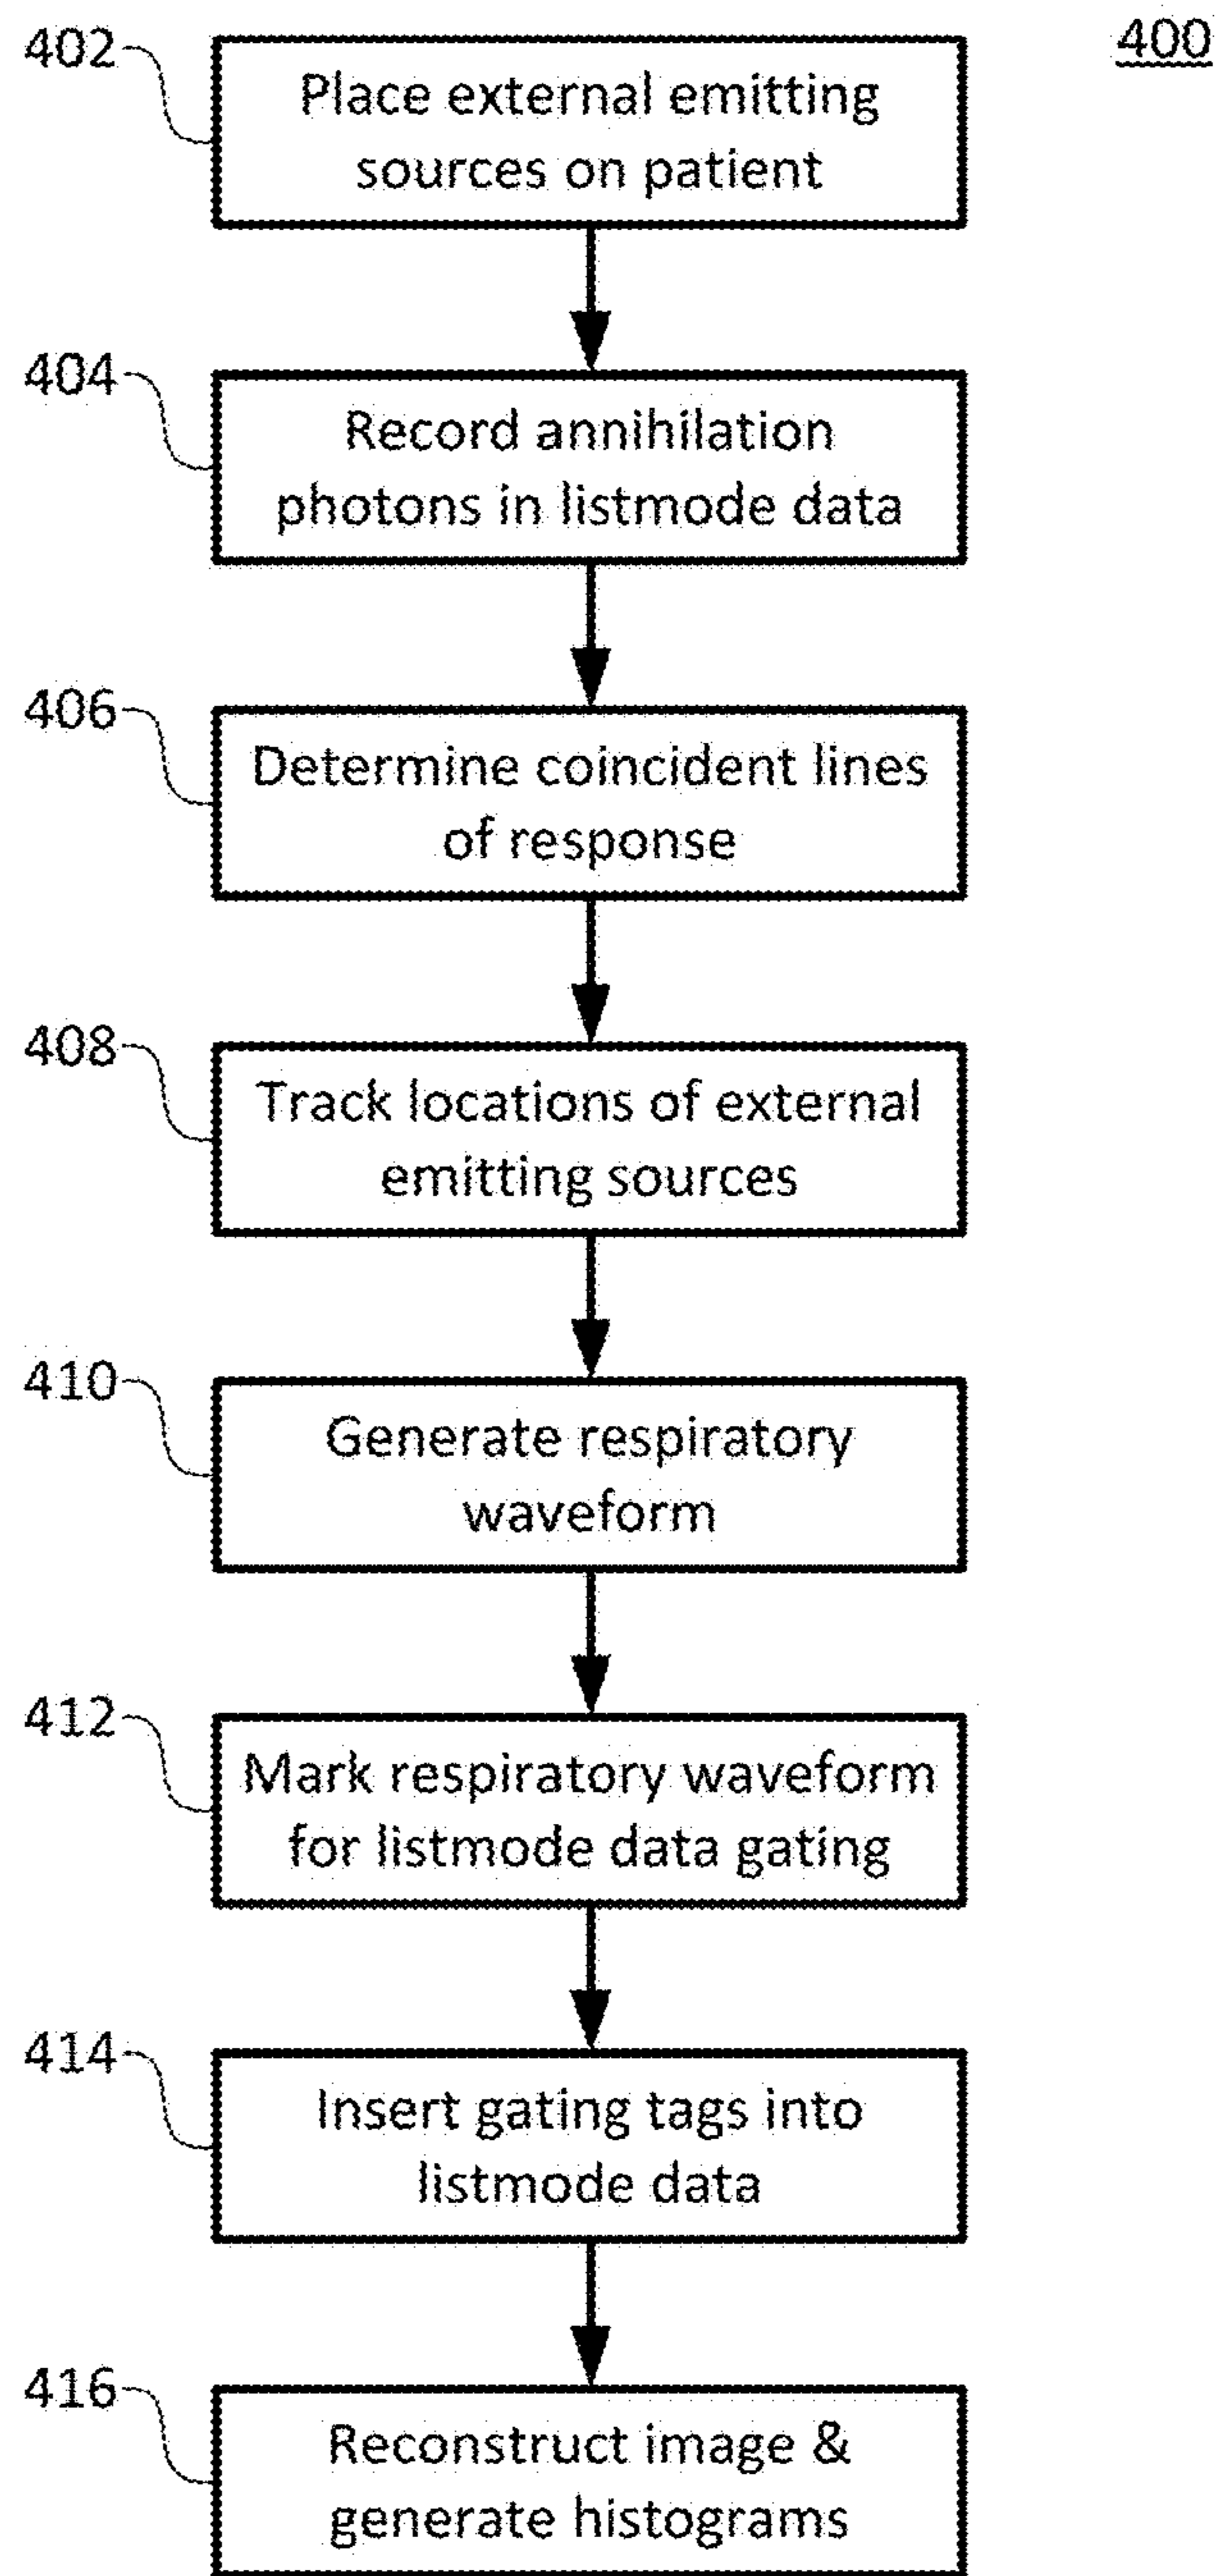 400
402
Place external emitting
sources on patient
404
Record annihilation
photons in listmode data
406
Determine coincident lines
of response
408
Track locations of external
emitting sources
410
Generate respiratory
waveform
412
Mark respiratory waveform
for listmode data gating
414
Insert gating tags into
listmode data
416
Reconstruct image &
generate histograms